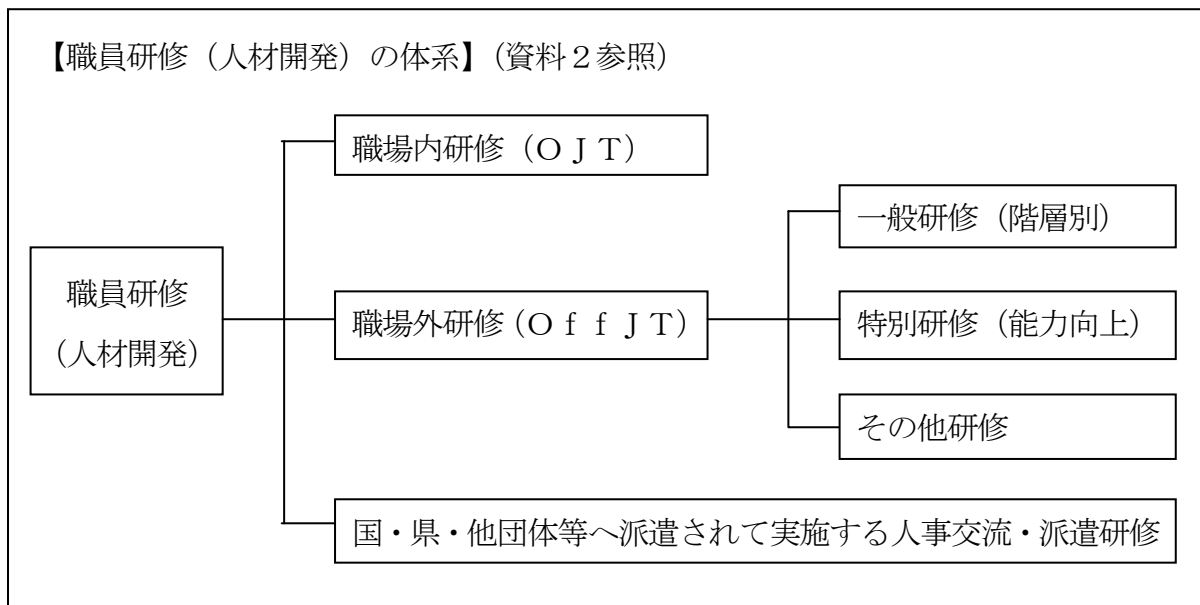 【職員研修（人材開発）の体系】（資料２参照）
職場内研修（ＯＪＴ）
一般研修（階層別）
職員研修
（人材開発）
職場外研修（ＯｆｆＪＴ）
特別研修（能力向上）
その他研修
国・県・他団体等へ派遣されて実施する人事交流・派遣研修